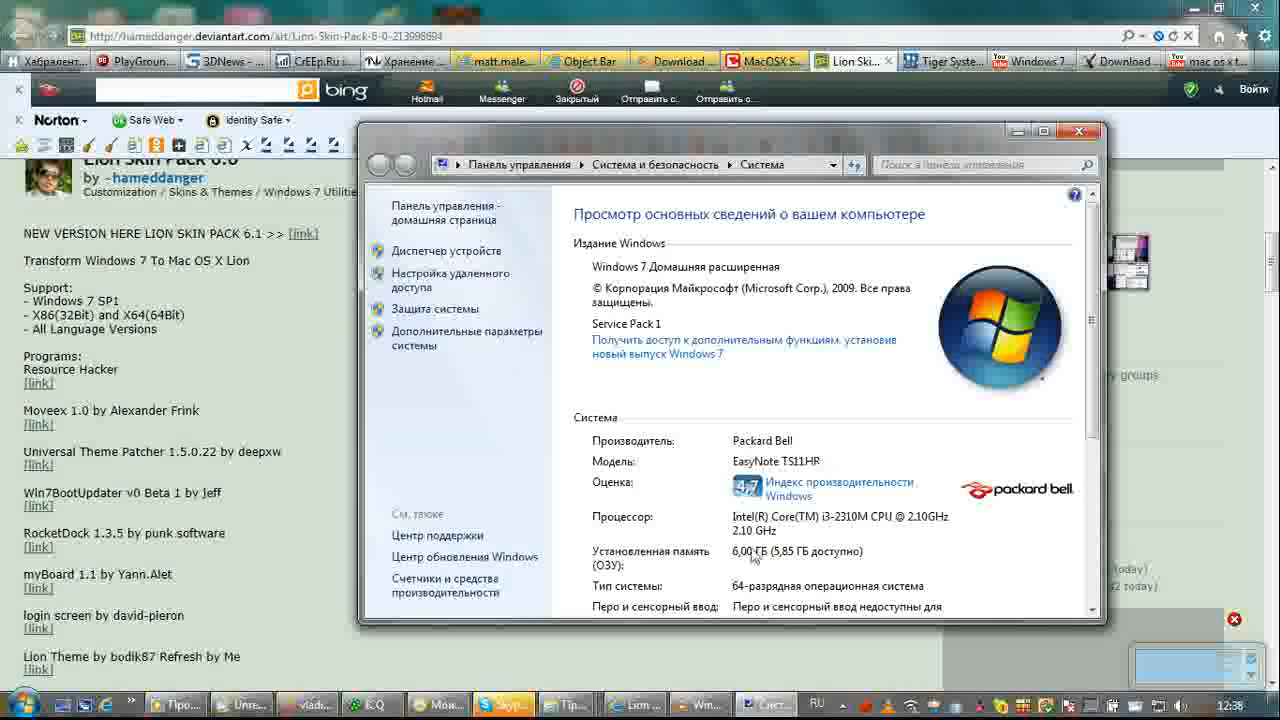 http://hameddanger.deviantart.com/art/Lion-Skin-Pack-6-0-213998694
Хабралент... PlayGroun... 3DNews - ... CrEEp.Ru ... Хранение ... matt.male... Object Bar... Download ... MacOSX S... Lion Ski... Tiger Syste... Windows 7... Download ... mac os x t...
bing Hotmail Messenger Закрытый Отправить с... Отправить с... Войти
Norton Safe Web Identity Safe
Lion Skin Pack 6.0
by ~hameddanger
Customization / Skins & Themes / Windows 7 Utilitie
NEW VERSION HERE LION SKIN PACK 6.1 >> [link]
Transform Windows 7 To Mac OS X Lion
Support:
- Windows 7 SP1
- X86(32Bit) and X64(64Bit)
- All Language Versions
Programs:
Resource Hacker
[link]
Moveex 1.0 by Alexander Frink
[link]
Universal Theme Patcher 1.5.0.22 by deepxw
[link]
Win7BootUpdater v0 Beta 1 by jeff
[link]
RocketDock 1.3.5 by punk software
[link]
myBoard 1.1 by Yann.Alet
[link]
login screen by david-pieron
[link]
Lion Theme by bodik87 Refresh by Me
[link]
Панель управления Система и безопасность Система
Поиск в Панели управления
Панель управления -
домашняя страница
Диспетчер устройств
Настройка удаленного
доступа
Защита системы
Дополнительные параметры
системы
См. также
Центр поддержки
Центр обновления Windows
Счетчики и средства
производительности
Просмотр основных сведений о вашем компьютере
Издание Windows
Windows 7 Домашняя расширенная
© Корпорация Майкрософт (Microsoft Corp.), 2009. Все права
защищены.
Service Pack 1
Получить доступ к дополнительным функциям, установив
новый выпуск Windows 7
Система
Производитель: Packard Bell
Модель: EasyNote TS11HR
Оценка: 4,7 Индекс производительности
Windows
packard bell
Процессор: Intel(R) Core(TM) i3-2310M CPU @ 2.10GHz
2.10 GHz
Установленная память
(ОЗУ): 6,00 ГБ (5,85 ГБ доступно)
Тип системы: 64-разрядная операционная система
Перо и сенсорный ввод: Перо и сенсорный ввод недоступны для
y groups
day)
2 today)
Про... Unre... vladi... ICQ Мои... Skyp... Пр... Lion ... Win... Сист... RU 12:38